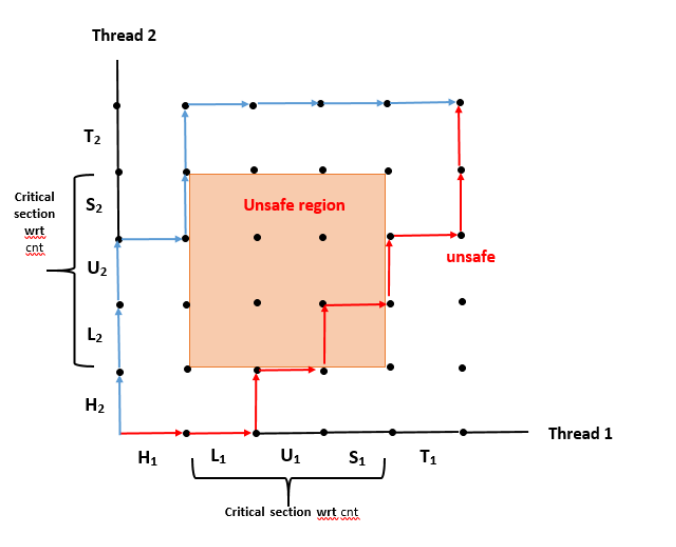 Thread 2
T2
Critical
section
wrt
cnt
S2
Unsafe region
U2
unsafe
L2
H2
Thread 1
H1 L1 U1 S1 T1
Critical section wrt cnt